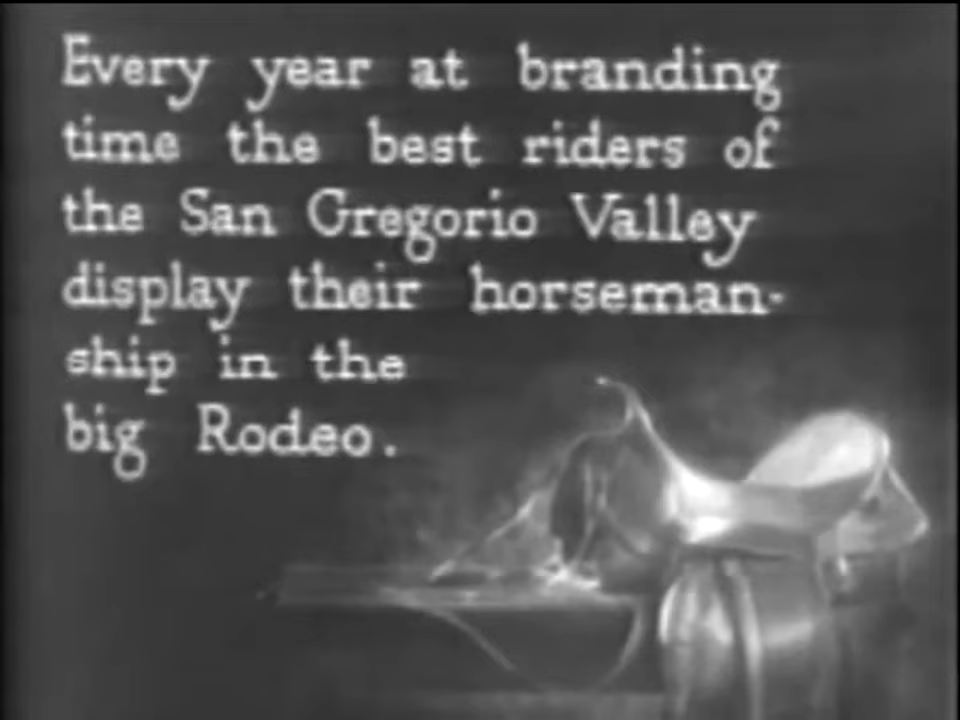 Every year at branding
time the best riders of
the San Gregorio Valley
display their horseman-
ship in the
big Rodeo.